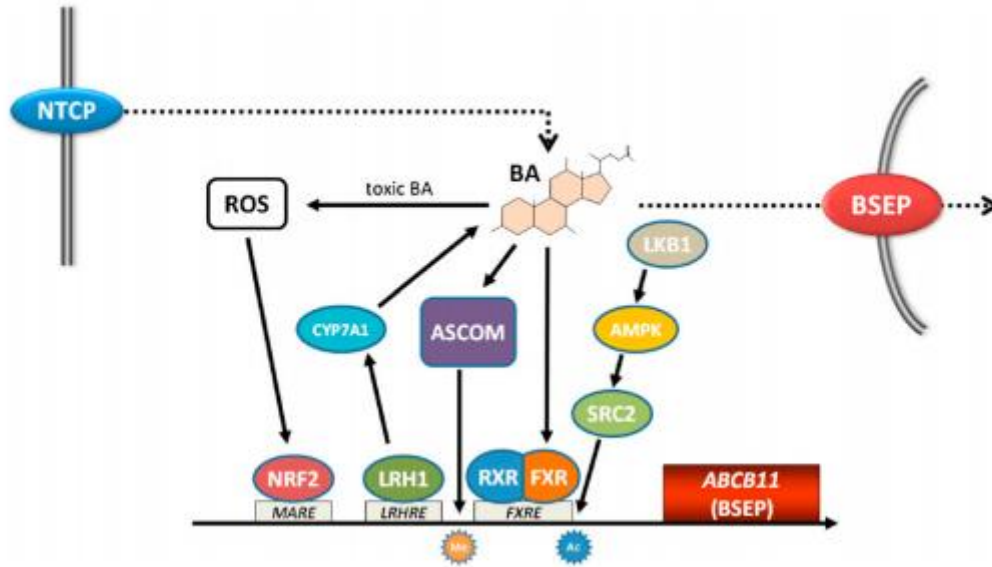 NTCP
BA
toxic BA
ROS
BSEP
LKB1
CYP7A1
ASCOM
AMPK
SRC2
NRF2
LRH1
RXR
FXR
ABCB11
(BSEP)
MARE
LRHRE
FXRE
Me
Ac